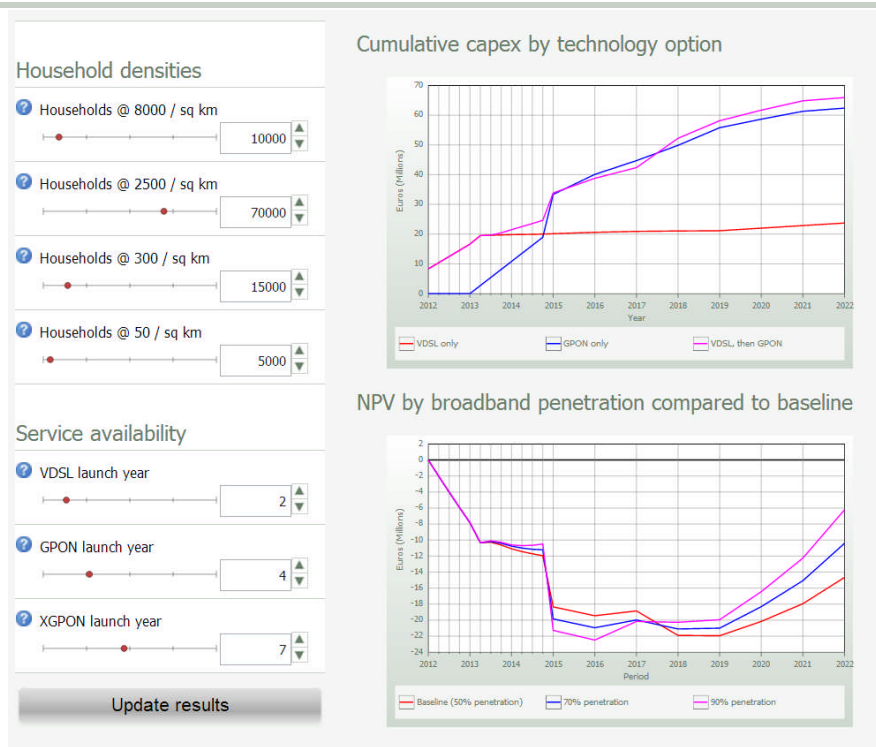 Household densities
Households @ 8000 / sq km
10000
Households @ 2500 / sq km
70000
Households @ 300 / sq km
15000
Households @ 50 / sq km
5000
Service availability
VDSL launch year
2
GPON launch year
4
XGPON launch year
7
Update results
Cumulative capex by technology option
70
60
50
40
30
20
10
0
Euros (Millions)
2012 2013 2014 2015 2016 2017 2018 2019 2020 2021 2022
Year
VDSL only GPON only VDSL, then GPON
NPV by broadband penetration compared to baseline
2
0
-2
-4
-6
-8
-10
-12
-14
-16
-18
-20
-22
-24
Euros (Millions)
2012 2013 2014 2015 2016 2017 2018 2019 2020 2021 2022
Period
Baseline (50% penetration) 70% penetration 90% penetration